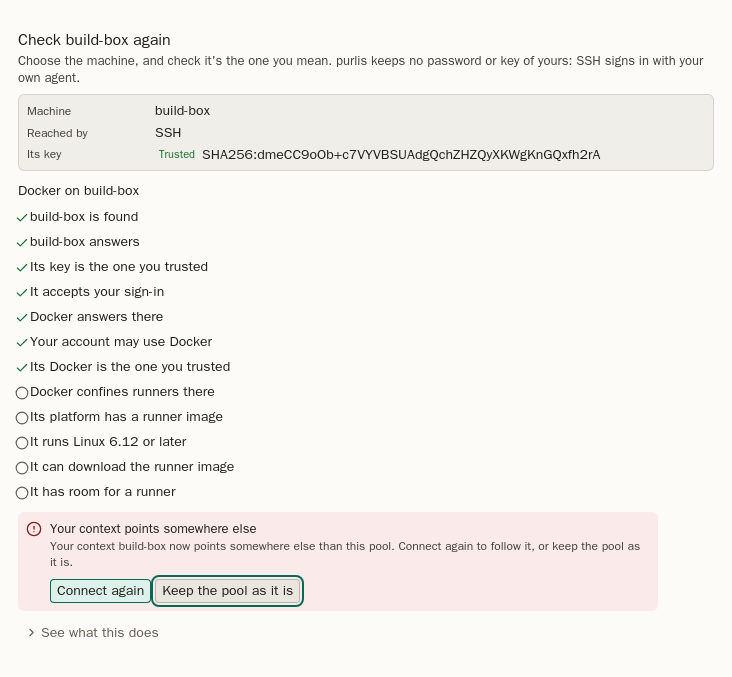 Check build-box again
Choose the machine, and check it's the one you mean. purlis keeps no password or key of yours: SSH signs in with your
own agent.
Machine build-box
Reached by SSH
Its key Trusted SHA256:dmeCC9oOb+c7VYVBSUAdgQchZHZQyXKWgKnGQxfh2rA
Docker on build-box
build-box is found
build-box answers
Its key is the one you trusted
It accepts your sign-in
Docker answers there
Your account may use Docker
Its Docker is the one you trusted
Docker confines runners there
Its platform has a runner image
It runs Linux 6.12 or later
It can download the runner image
It has room for a runner
Your context points somewhere else
Your context build-box now points somewhere else than this pool. Connect again to follow it, or keep the pool as
it is.
Connect again Keep the pool as it is
See what this does